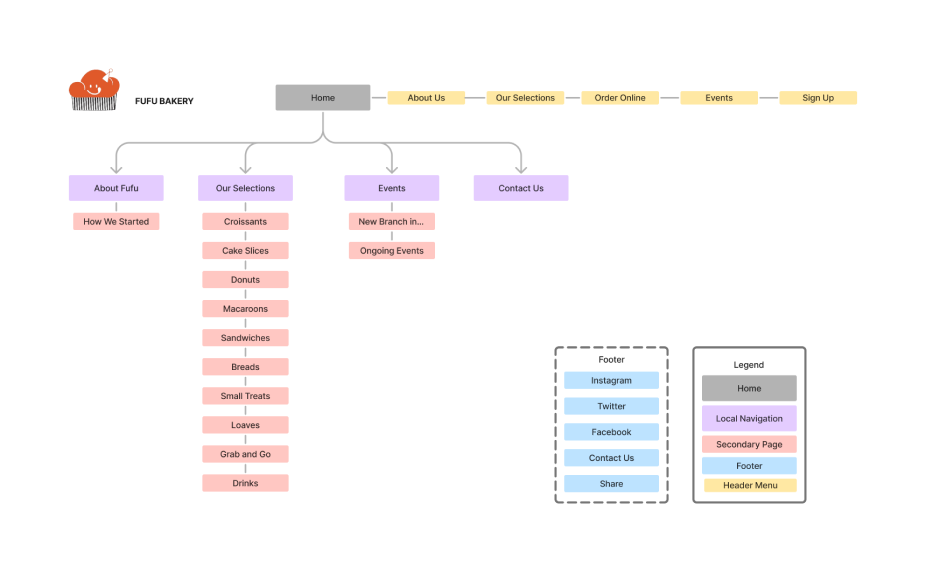 FUFU BAKERY
Home
About Us
Our Selections
Order Online
Events
Sign Up
About Fufu
Our Selections
Events
Contact Us
How We Started
Croissants
New Branch in...
Cake Slices
Ongoing Events
Donuts
Macaroons
Sandwiches
Breads
Small Treats
Loaves
Grab and Go
Drinks
Footer
Instagram
Twitter
Facebook
Contact Us
Share
Legend
Home
Local Navigation
Secondary Page
Footer
Header Menu